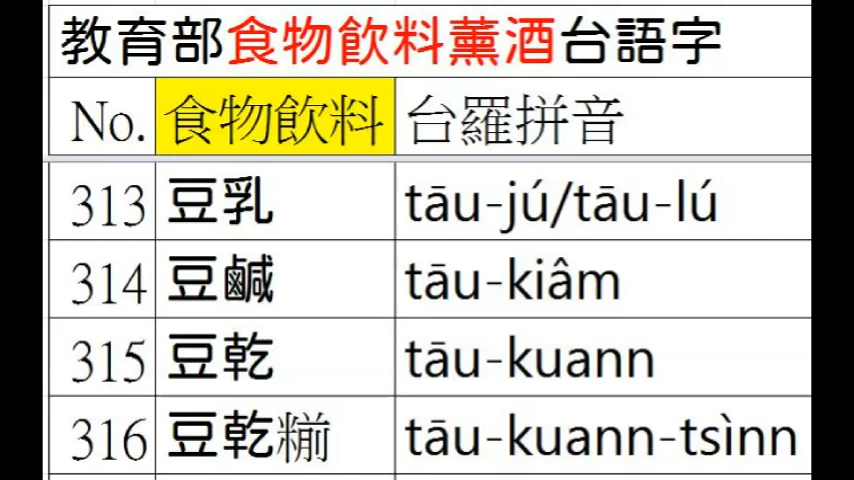 教育部食物飲料薰酒台語字
No. 食物飲料 台羅拼音
313 豆乳 tāu-jú/tāu-lú
314 豆鹹 tāu-kiâm
315 豆乾 tāu-kuann
316 豆乾糋 tāu-kuann-tsìnn